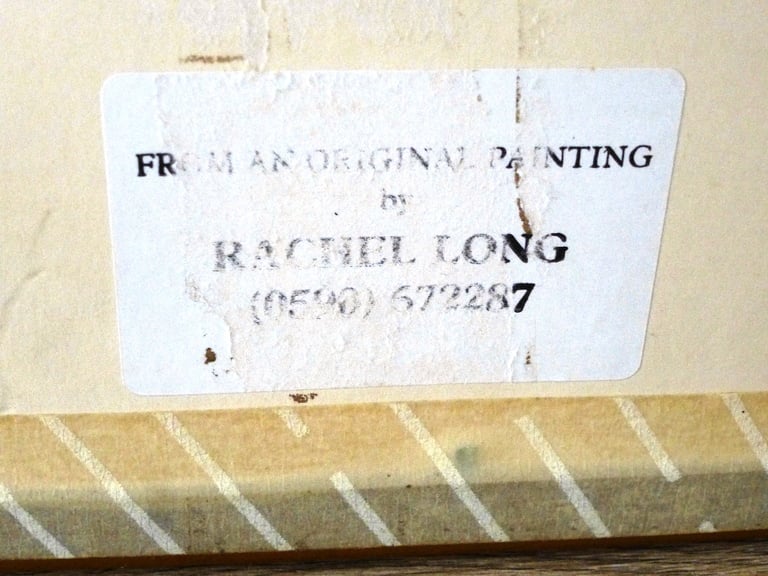 FROM AN ORIGINAL PAINTING
by
RACHEL LONG
(0590) 672287